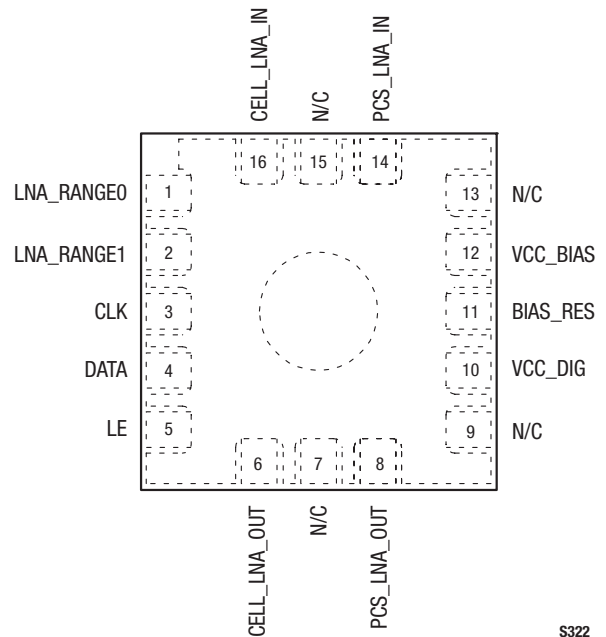 CELL_LNA_IN
N/C
PCS_LNA_IN
16
15
14
LNA_RANGE0
1
13
N/C
LNA_RANGE1
2
12
VCC_BIAS
CLK
3
11
BIAS_RES
DATA
4
10
VCC_DIG
LE
5
9
N/C
6
7
8
CELL_LNA_OUT
N/C
PCS_LNA_OUT
S322